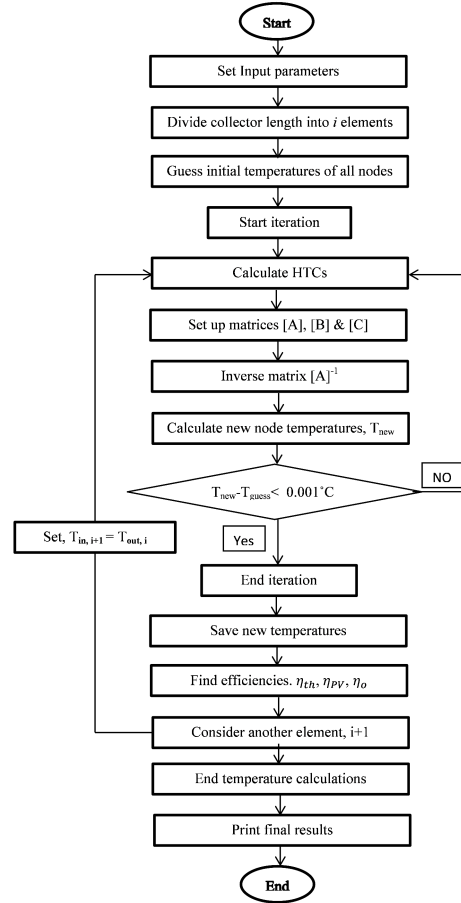 Start
Set Input parameters
Divide collector length into i elements
Guess initial temperatures of all nodes
Start iteration
Calculate HTCs
Set up matrices [A], [B] & [C]
Inverse matrix [A]⁻¹
Calculate new node temperatures, Tₙₑw
Tₙₑw-Tguess< 0.001˚C
NO
Yes
Set, Tin, i+1 = Tout, i
End iteration
Save new temperatures
Find efficiencies. ηth, ηPV, ηo
Consider another element, i+1
End temperature calculations
Print final results
End